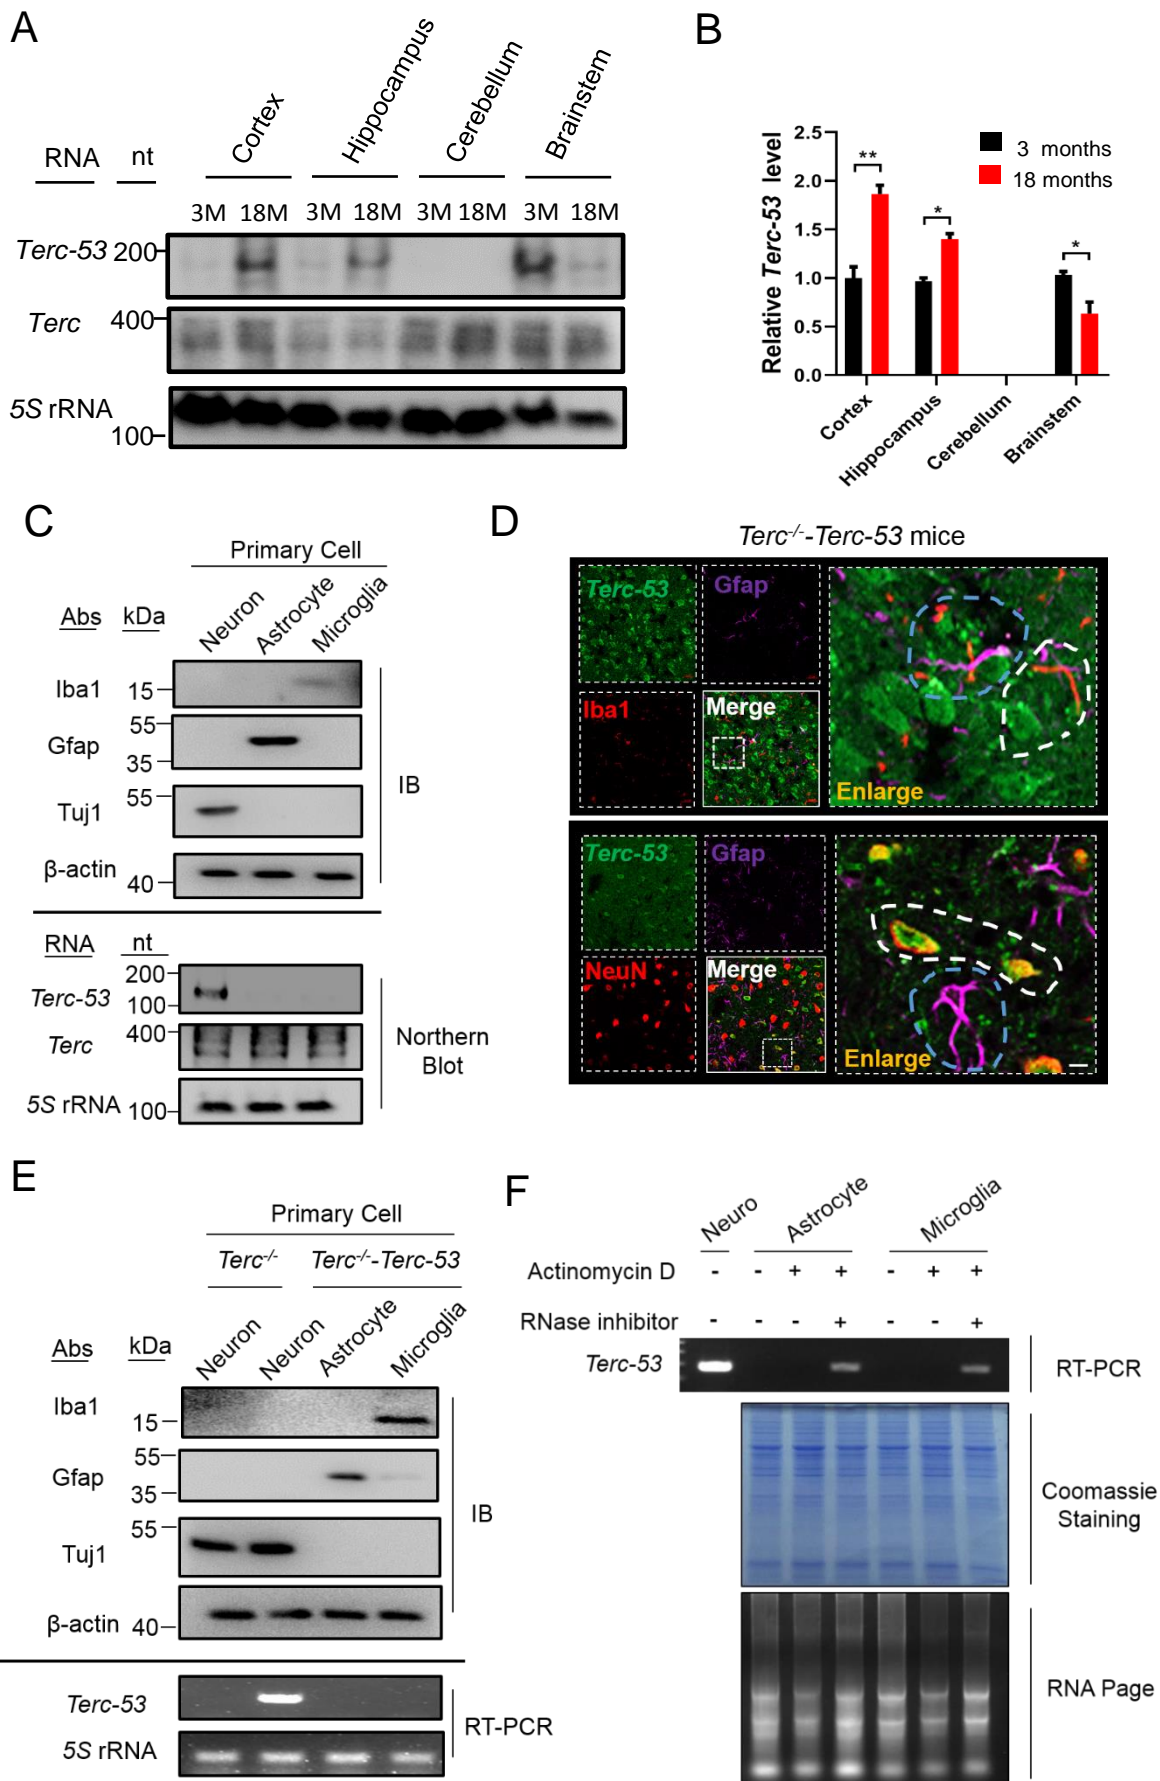 A
RNA nt Cortex Hippocampus Cerebellum Brainstem
3M 18M 3M 18M 3M 18M 3M 18M
Terc-53 200
Terc 400
5S rRNA
100
B
Relative Terc-53 level
2.5
2.0
1.5
1.0
0.5
0.0
** * *
3 months
18 months
Cortex Hippocampus Cerebellum Brainstem
C
Primary Cell
Abs kDa Neuron Astrocyte Microglia
Iba1 15
55
Gfap
35
55
Tuj1
β-actin
40
IB
RNA nt
200
Terc-53
100
400
Terc
5S rRNA 100
Northern
Blot
D
Terc-/--Terc-53 mice
Terc-53 Gfap
Iba1 Merge
Enlarge
Terc-53 Gfap
NeuN Merge
Enlarge
E
Primary Cell
Terc-/- Terc-/--Terc-53
Abs kDa Neuron Neuron Astrocyte Microglia
Iba1
15
55
Gfap
35
55
Tuj1
β-actin 40
IB
Terc-53
5S rRNA
RT-PCR
F
Neuro Astrocyte Microglia
Actinomycin D - - + + - + +
RNase inhibitor - - - + - - +
Terc-53
RT-PCR
Coomassie
Staining
RNA Page